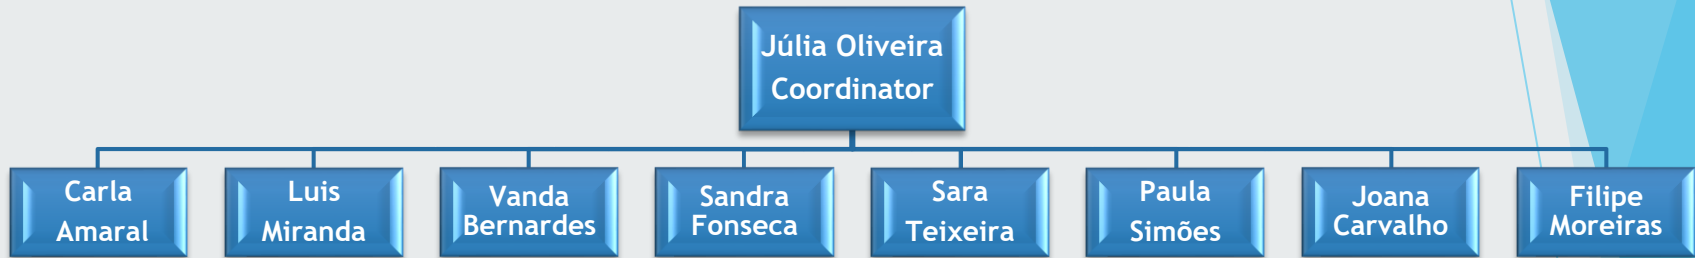 Júlia Oliveira
Coordinator
Carla
Amaral
Luis
Miranda
Vanda
Bernardes
Sandra
Fonseca
Sara
Teixeira
Paula
Simões
Joana
Carvalho
Filipe
Moreiras